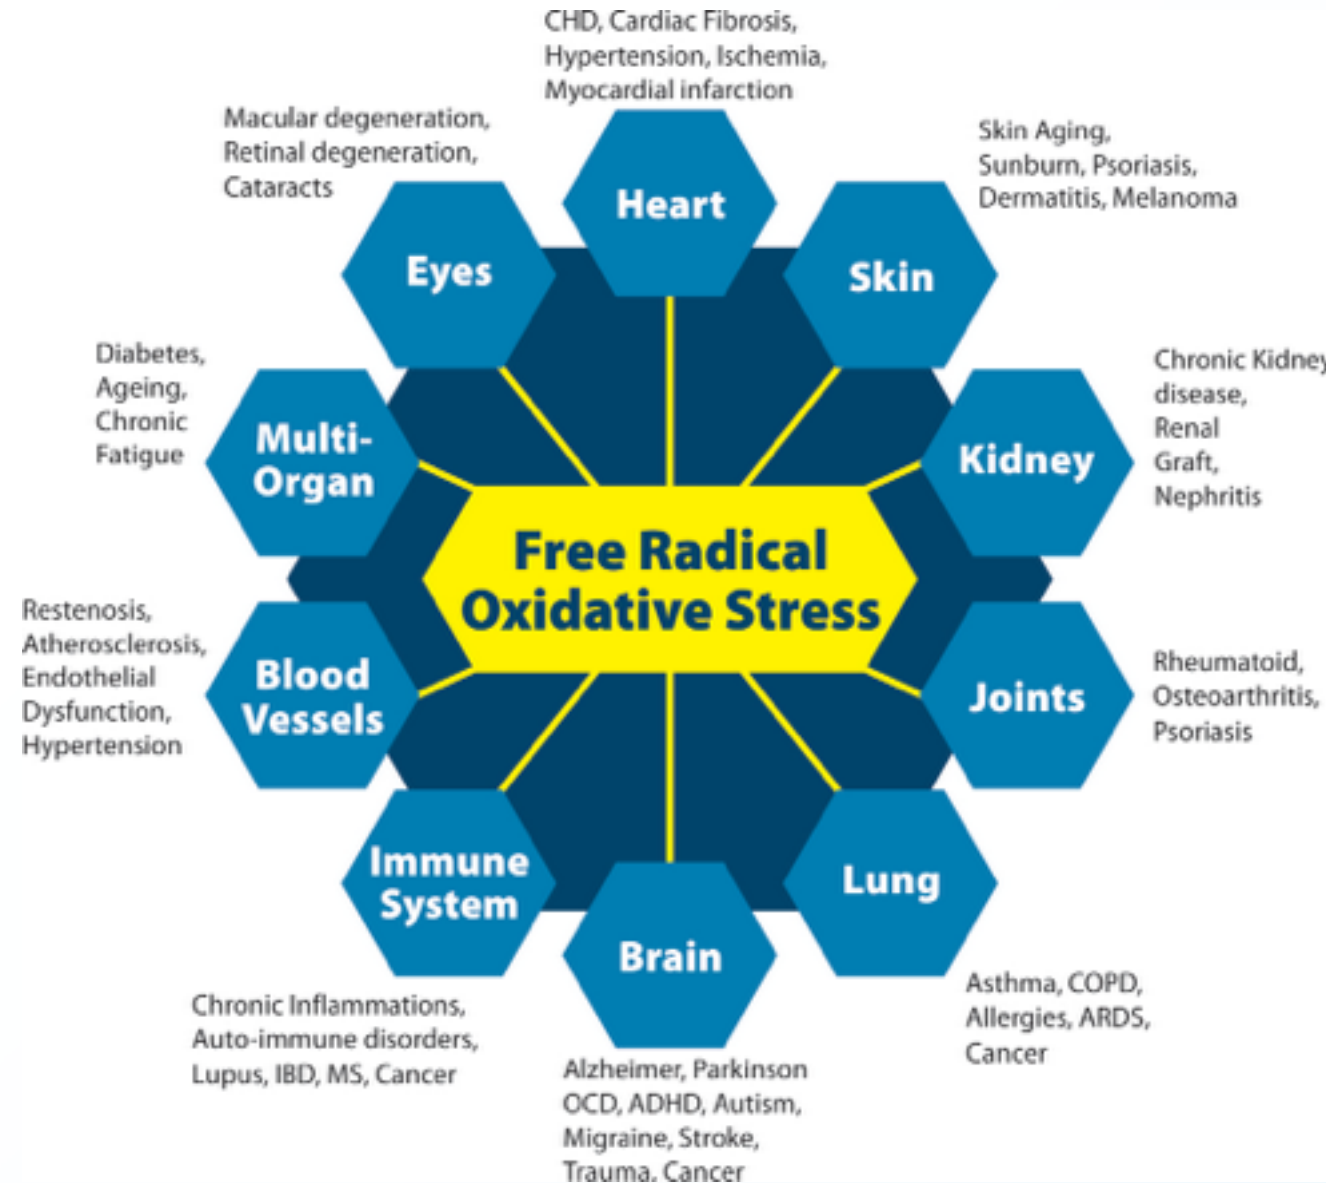 CHD, Cardiac Fibrosis,
Hypertension, Ischemia,
Myocardial infarction
Heart
Skin Aging,
Sunburn, Psoriasis,
Dermatitis, Melanoma
Skin
Chronic Kidney
disease,
Renal
Graft,
Nephritis
Kidney
Rheumatoid,
Osteoarthritis,
Psoriasis
Joints
Asthma, COPD,
Allergies, ARDS,
Cancer
Lung
Brain
Alzheimer, Parkinson
OCD, ADHD, Autism,
Migraine, Stroke,
Trauma, Cancer
Immune
System
Chronic Inflammations,
Auto-immune disorders,
Lupus, IBD, MS, Cancer
Blood
Vessels
Restenosis,
Atherosclerosis,
Endothelial
Dysfunction,
Hypertension
Multi-
Organ
Diabetes,
Ageing,
Chronic
Fatigue
Eyes
Macular degeneration,
Retinal degeneration,
Cataracts
Free Radical
Oxidative Stress